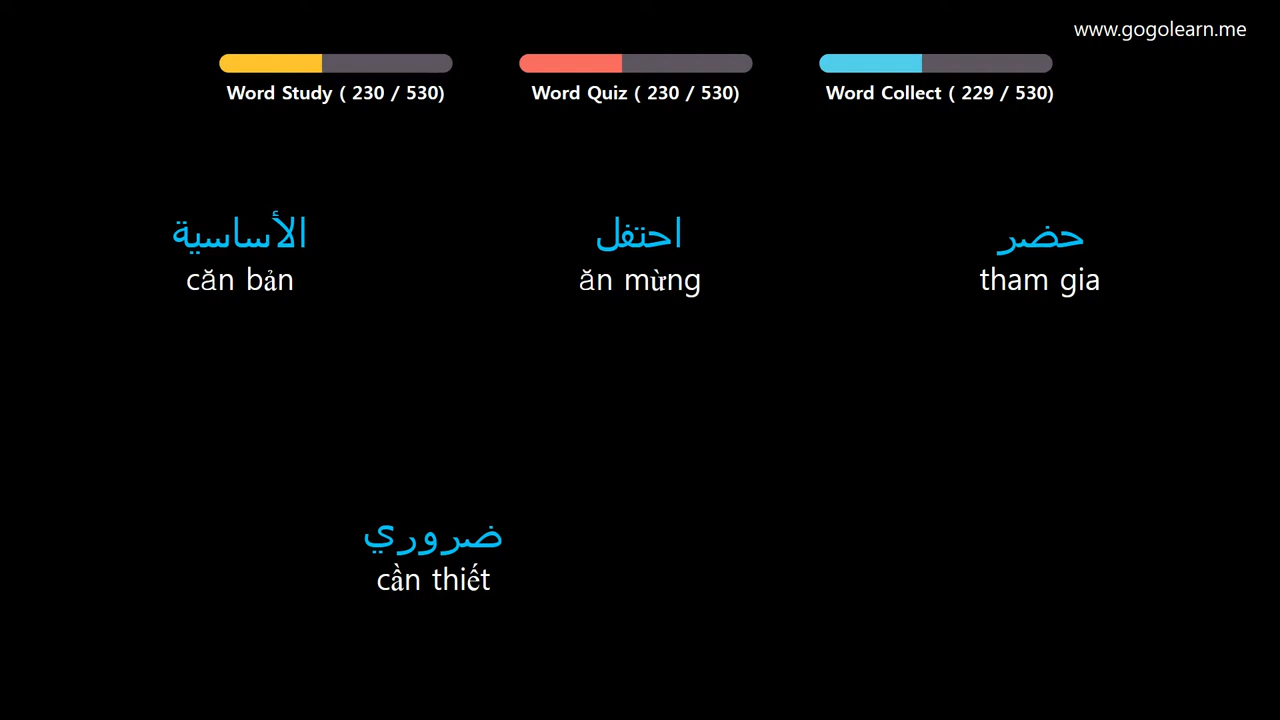 www.gogolearn.me
Word Study ( 230 / 530)
Word Quiz ( 230 / 530)
Word Collect ( 229 / 530)
الأساسية
căn bản
احتفل
ăn mừng
حضر
tham gia
ضروري
cần thiết